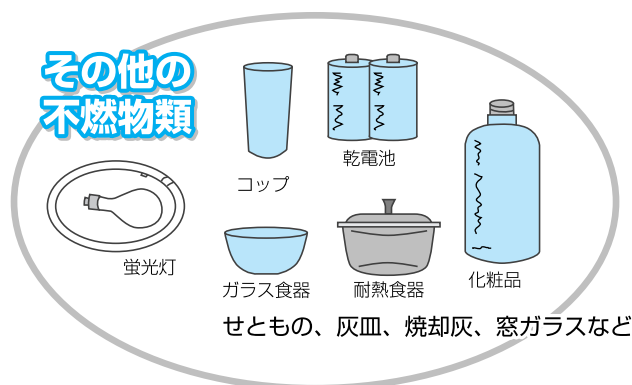 その他の
不燃物類
コップ
乾電池
蛍光灯
ガラス食器
耐熱食器
化粧品
せともの、灰皿、焼却灰、窓ガラスなど